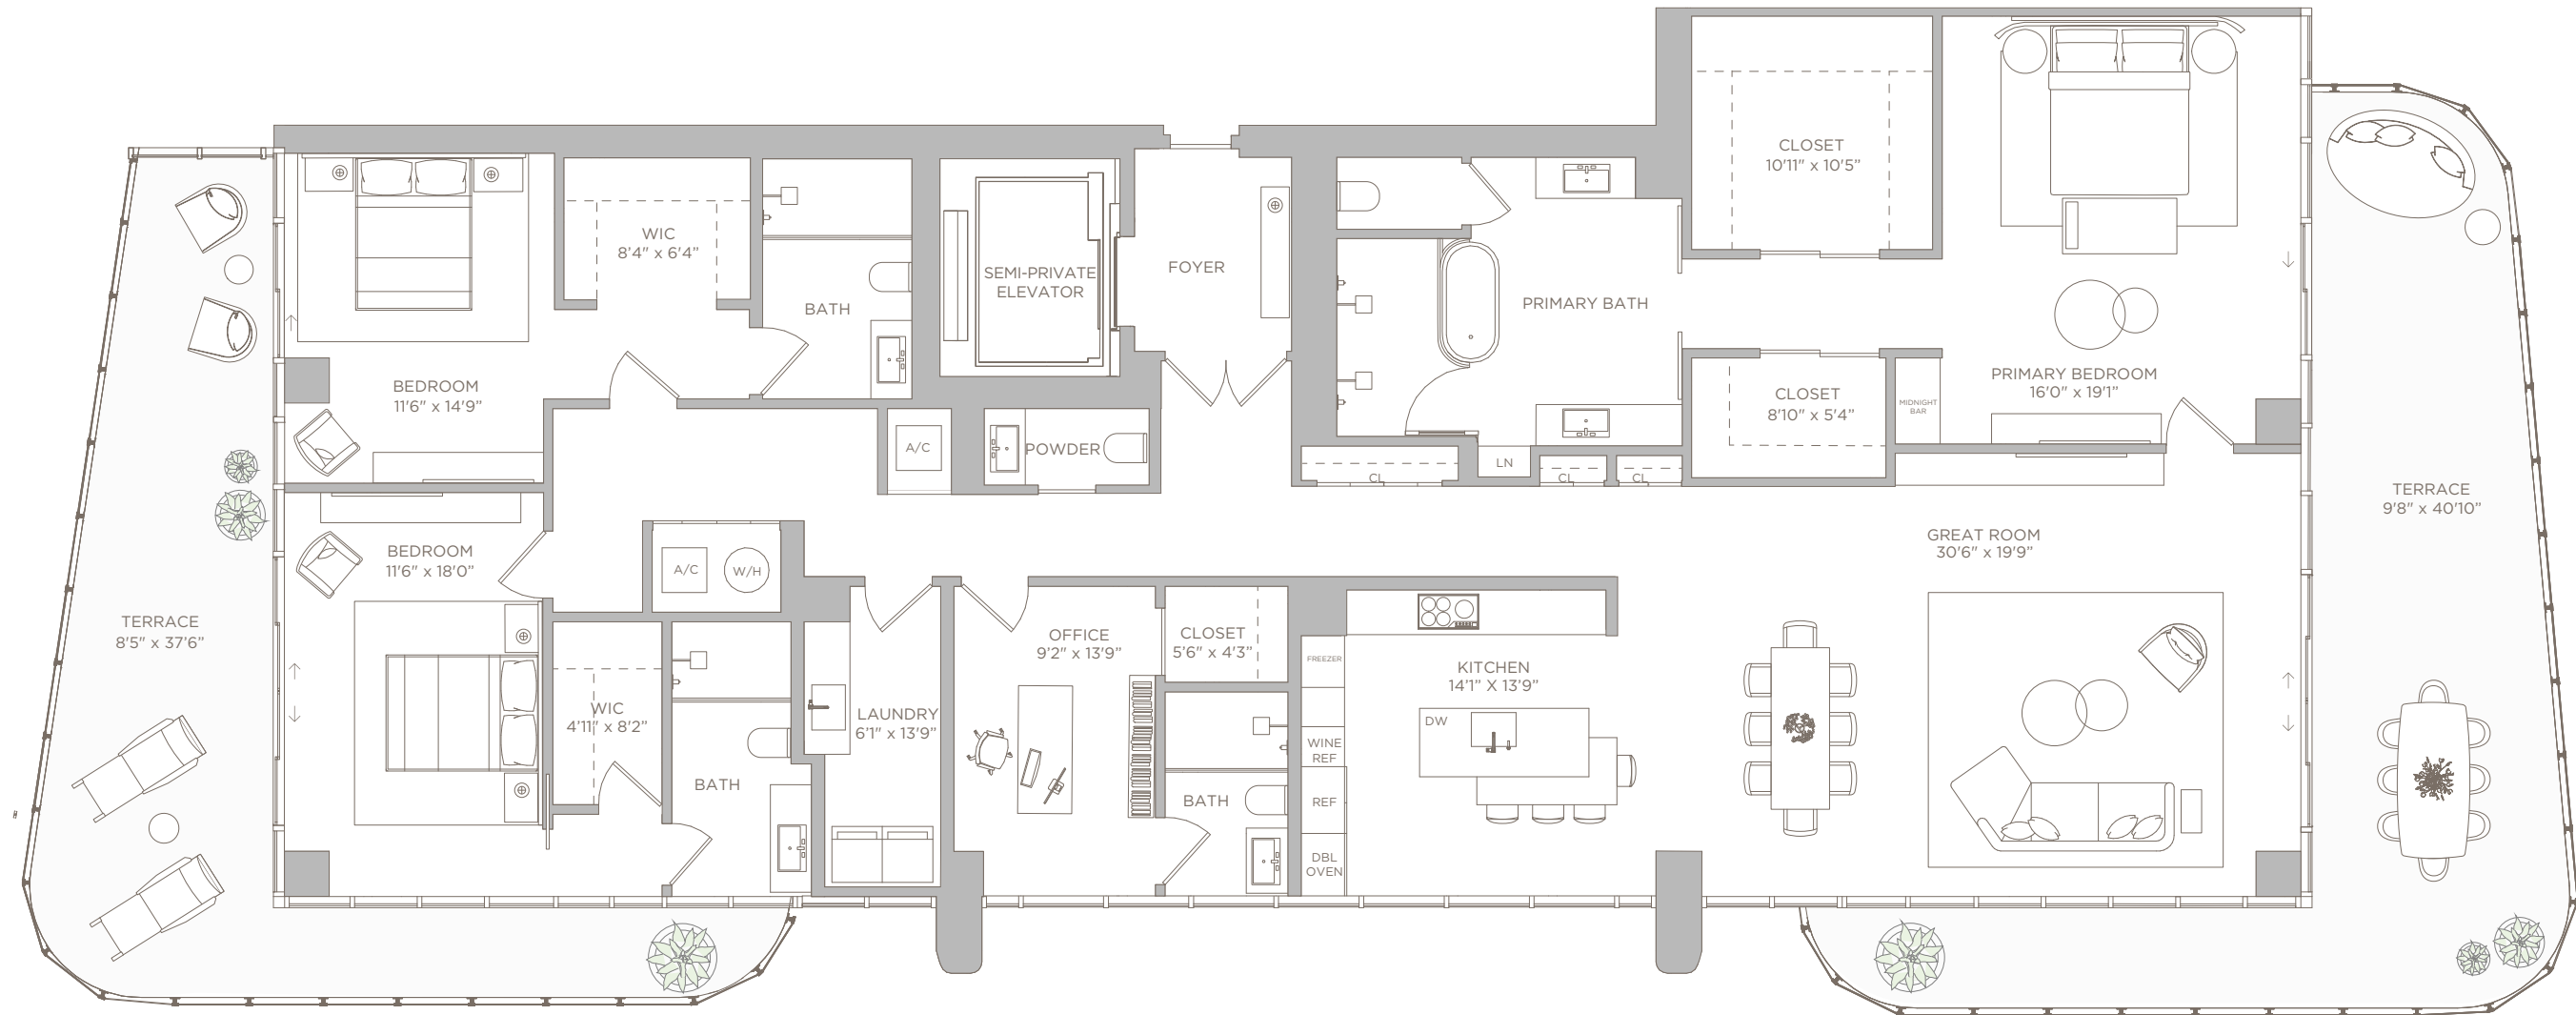 CLOSET
10'11" x 10'5"
WIC
8'4" x 6'4"
SEMI-PRIVATE
ELEVATOR
FOYER
BATH
PRIMARY BATH
BEDROOM
11'6" x 14'9"
PRIMARY BEDROOM
16'0" x 19'1"
CLOSET
8'10" x 5'4"
MIDNIGHT
BAR
A/C
POWDER
LN
CL
CL
CL
TERRACE
9'8" x 40'10"
GREAT ROOM
30'6" x 19'9"
BEDROOM
11'6" x 18'0"
A/C
W/H
TERRACE
8'5" x 37'6"
OFFICE
9'2" x 13'9"
CLOSET
5'6" x 4'3"
FREEZER
KITCHEN
14'1" X 13'9"
WIC
4'11" x 8'2"
LAUNDRY
6'1" x 13'9"
DW
WINE
REF
BATH
BATH
REF
DBL
OVEN